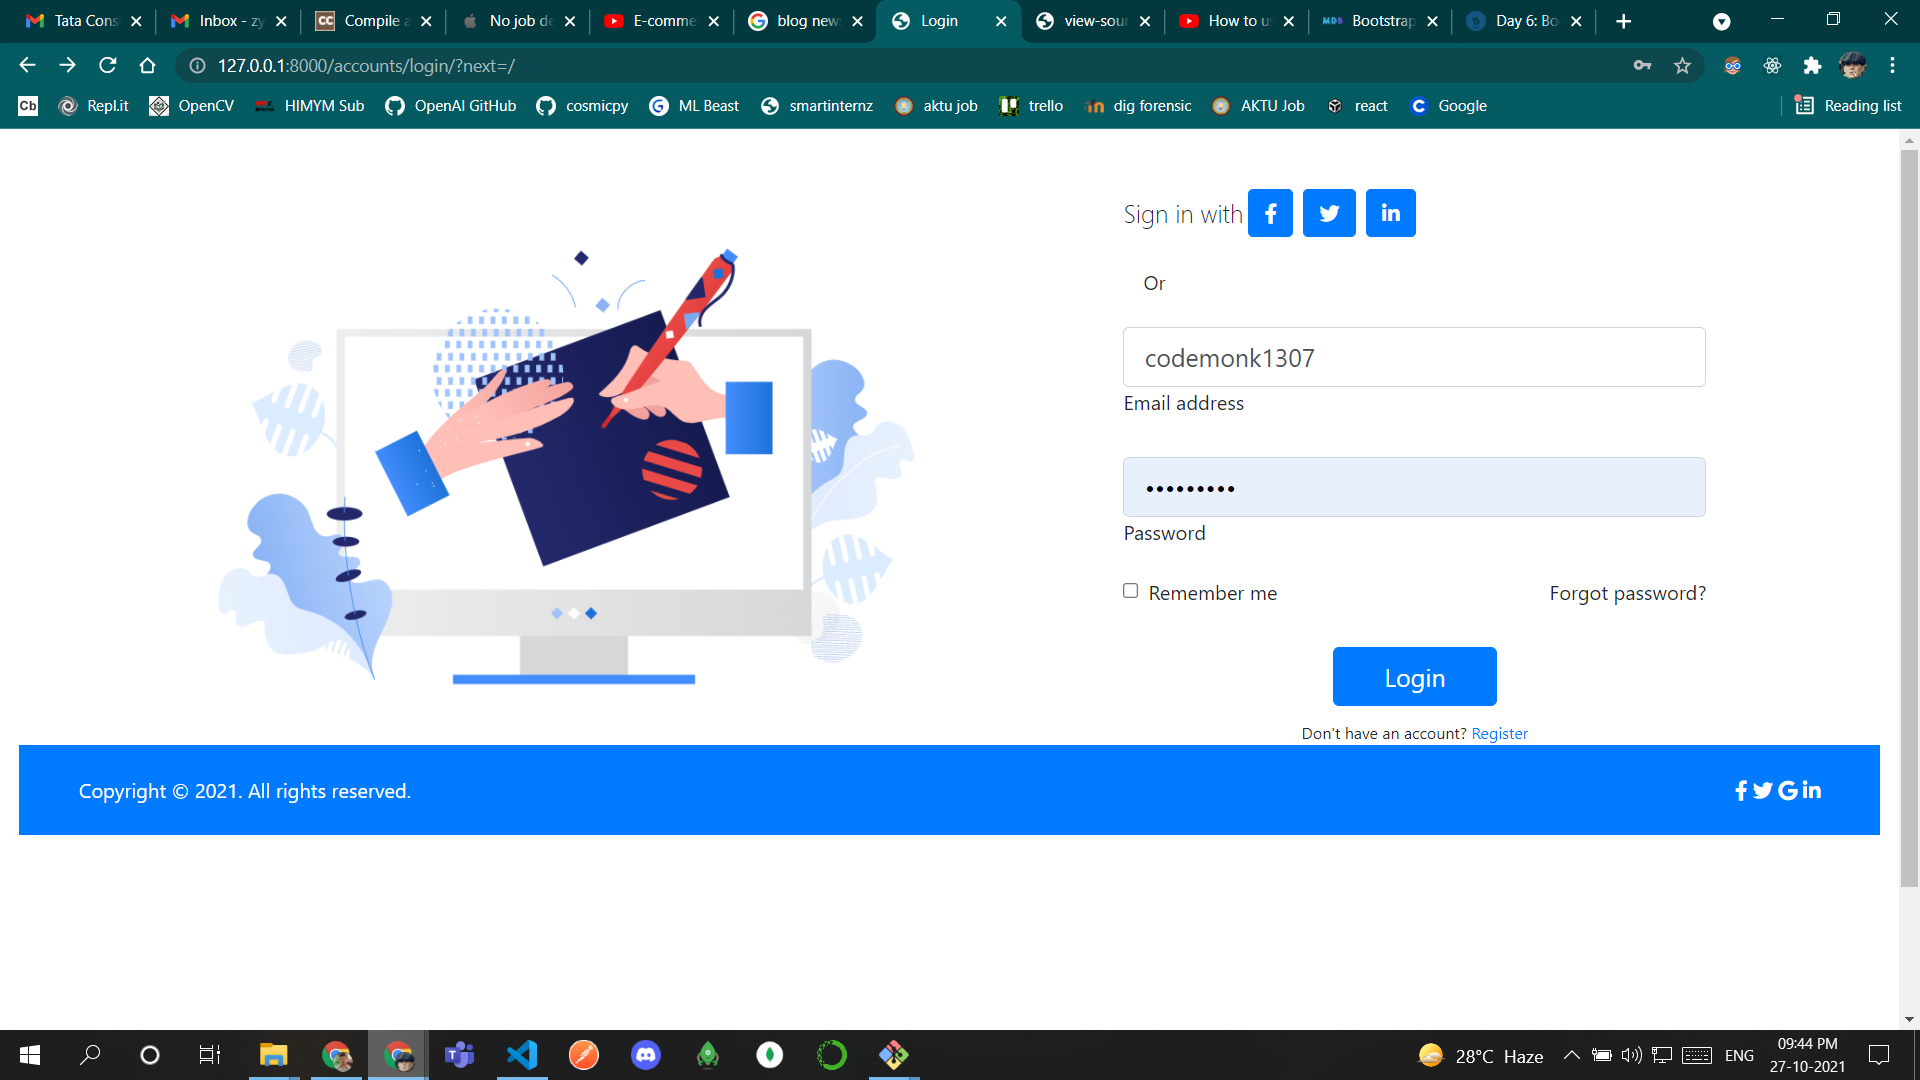 Tata Cons
Inbox - zy
Compile a
No job de
E-comme
blog new
Login
view-sour
How to u
Bootstrap
Day 6: Bo
127.0.0.1:8000/accounts/login/?next=/
Cb
Repl.it
OpenCV
HIMYM Sub
OpenAI GitHub
cosmicpy
ML Beast
smartinternz
aktu job
trello
dig forensic
AKTU Job
react
Google
Reading list
Sign in with
Or
codemonk1307
Email address
•••••••••
Password
Remember me
Forgot password?
Login
Don't have an account? Register
Copyright © 2021. All rights reserved.
28°C Haze
ENG
09:44 PM
27-10-2021